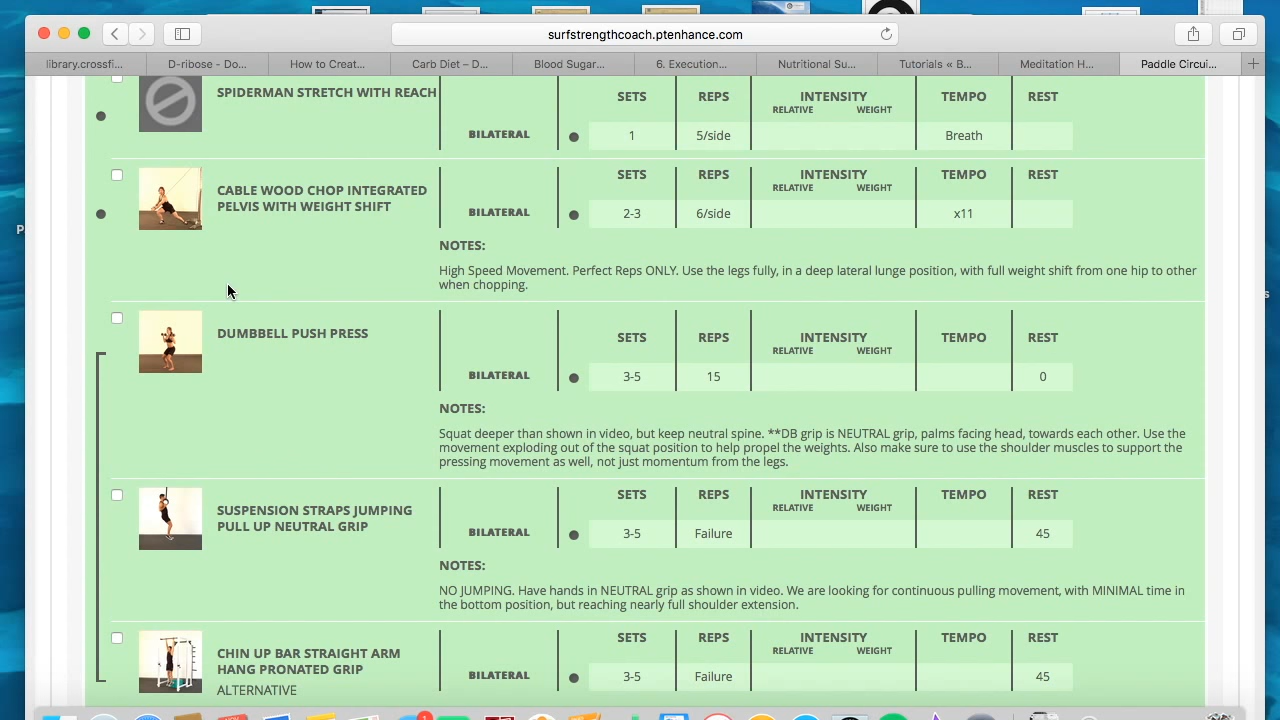 surfstrengthcoach.ptenhance.com
library.crossfi... D-ribose - Do... How to Creat... Carb Diet – D... Blood Sugar... 6. Execution... Nutritional Su... Tutorials « B... Meditation H... Paddle Circui...
SPIDERMAN STRETCH WITH REACH
SETS REPS INTENSITY TEMPO REST
RELATIVE WEIGHT
BILATERAL 1 5/side Breath
CABLE WOOD CHOP INTEGRATED
PELVIS WITH WEIGHT SHIFT
SETS REPS INTENSITY TEMPO REST
RELATIVE WEIGHT
BILATERAL 2-3 6/side x11
NOTES:
High Speed Movement. Perfect Reps ONLY. Use the legs fully, in a deep lateral lunge position, with full weight shift from one hip to other
when chopping.
DUMBBELL PUSH PRESS
SETS REPS INTENSITY TEMPO REST
RELATIVE WEIGHT
BILATERAL 3-5 15 0
NOTES:
Squat deeper than shown in video, but keep neutral spine. **DB grip is NEUTRAL grip, palms facing head, towards each other. Use the
movement exploding out of the squat position to help propel the weights. Also make sure to use the shoulder muscles to support the
pressing movement as well, not just momentum from the legs.
SUSPENSION STRAPS JUMPING
PULL UP NEUTRAL GRIP
SETS REPS INTENSITY TEMPO REST
RELATIVE WEIGHT
BILATERAL 3-5 Failure 45
NOTES:
NO JUMPING. Have hands in NEUTRAL grip as shown in video. We are looking for continuous pulling movement, with MINIMAL time in
the bottom position, but reaching nearly full shoulder extension.
CHIN UP BAR STRAIGHT ARM
HANG PRONATED GRIP
ALTERNATIVE
SETS REPS INTENSITY TEMPO REST
RELATIVE WEIGHT
BILATERAL 3-5 Failure 45